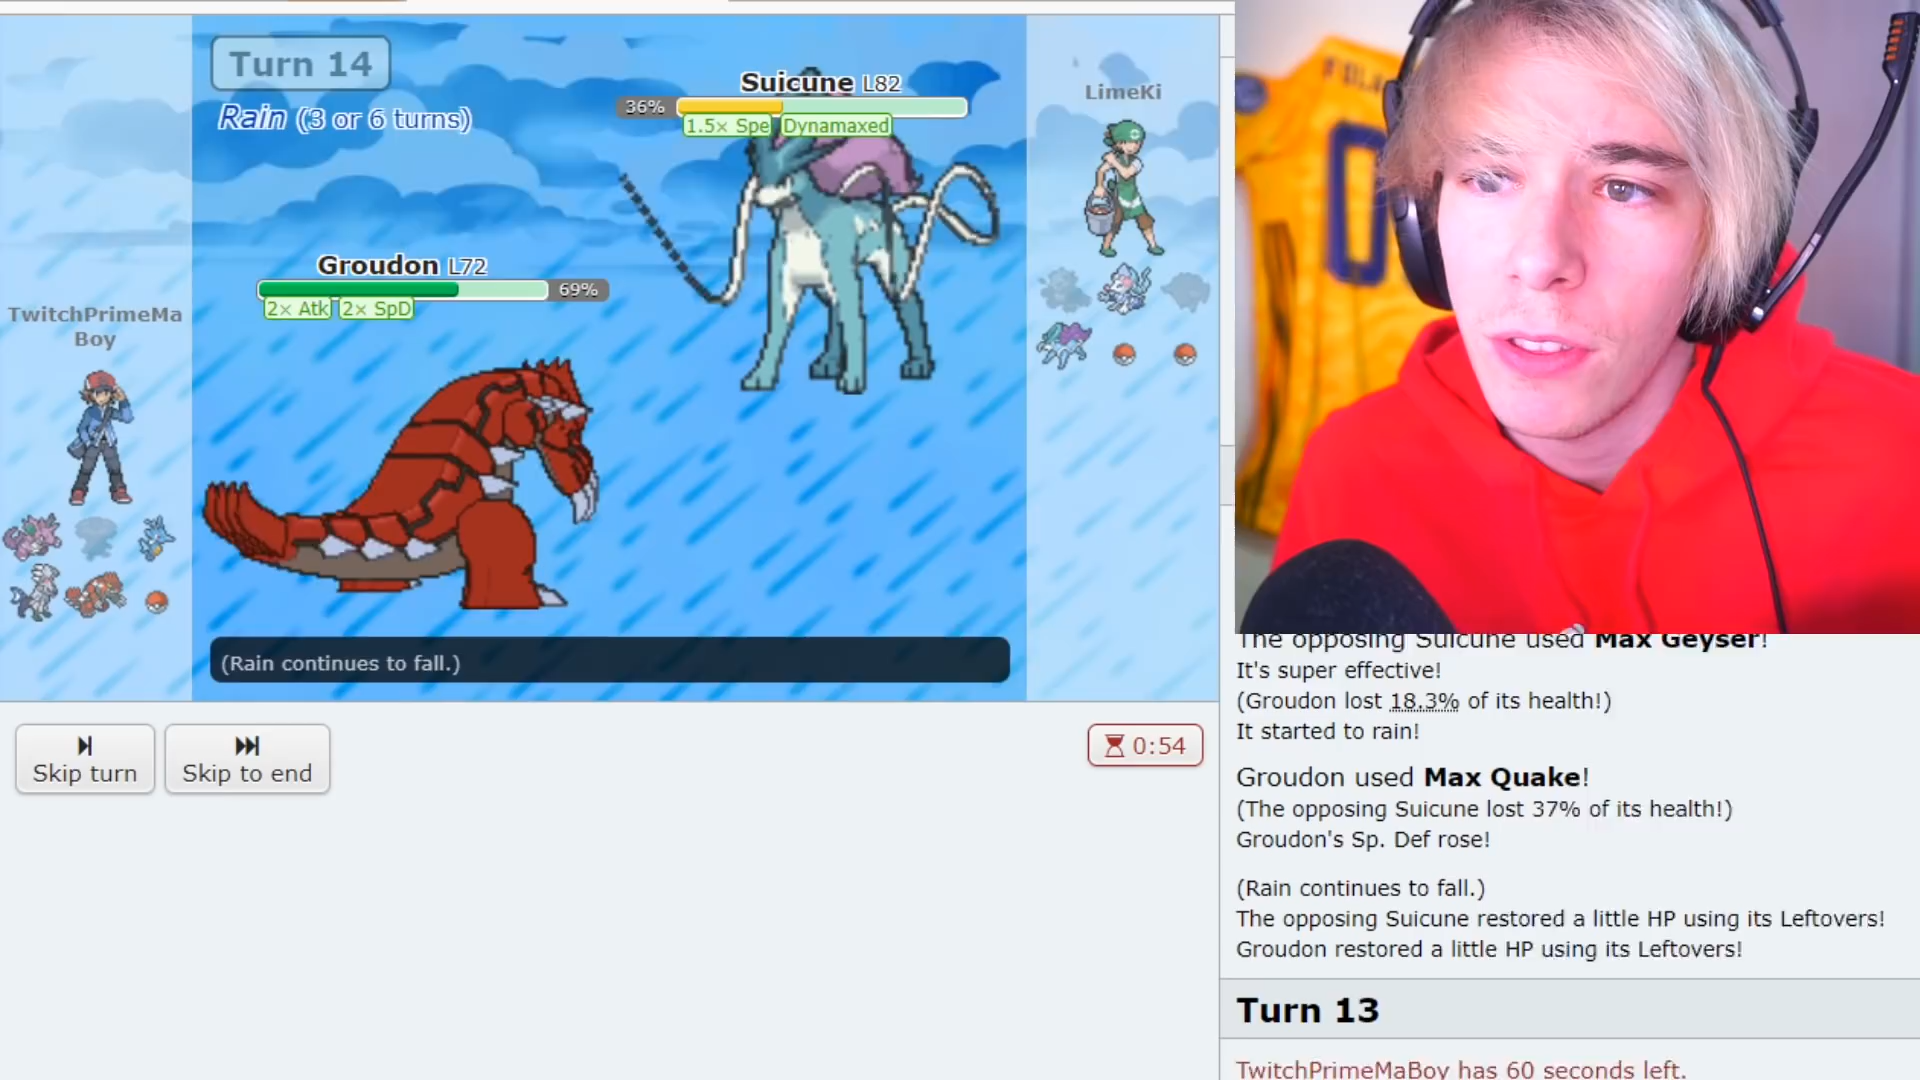 Turn 14
Rain (3 or 6 turns)
Suicune L82
36%
1.5× Spe Dynamaxed
LimeKi
Groudon L72
69%
2× Atk 2× SpD
TwitchPrimeMa
Boy
(Rain continues to fall.)
Skip turn
Skip to end
0:54
The opposing Suicune used Max Geyser!
It's super effective!
(Groudon lost 18.3% of its health!)
It started to rain!
Groudon used Max Quake!
(The opposing Suicune lost 37% of its health!)
Groudon's Sp. Def rose!
(Rain continues to fall.)
The opposing Suicune restored a little HP using its Leftovers!
Groudon restored a little HP using its Leftovers!
Turn 13
TwitchPrimeMaBoy has 60 seconds left.